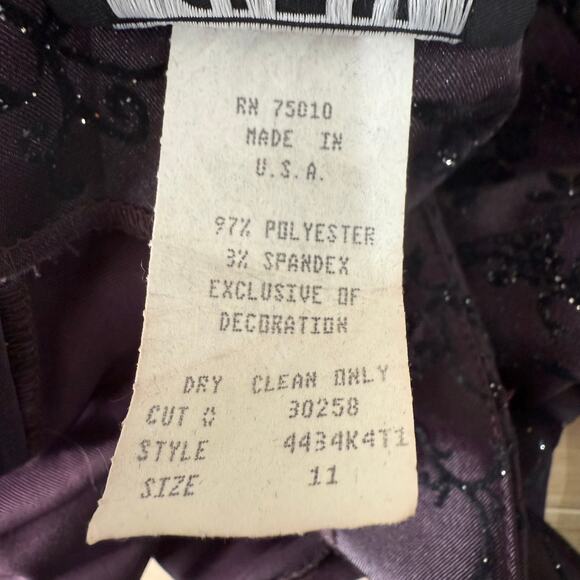 RN 75010
MADE IN
U.S.A.
97% POLYESTER
3% SPANDEX
EXCLUSIVE OF
DECORATION
DRY CLEAN ONLY
CUT # 30258
STYLE 4434K4T1
SIZE 11